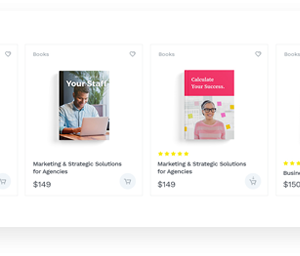 Books
Your Staff
Marketing & Strategic Solutions
for Agencies
$149
Books
Calculate
Your Success.
Marketing & Strategic Solutions
for Agencies
$149
Books
Busine
$150